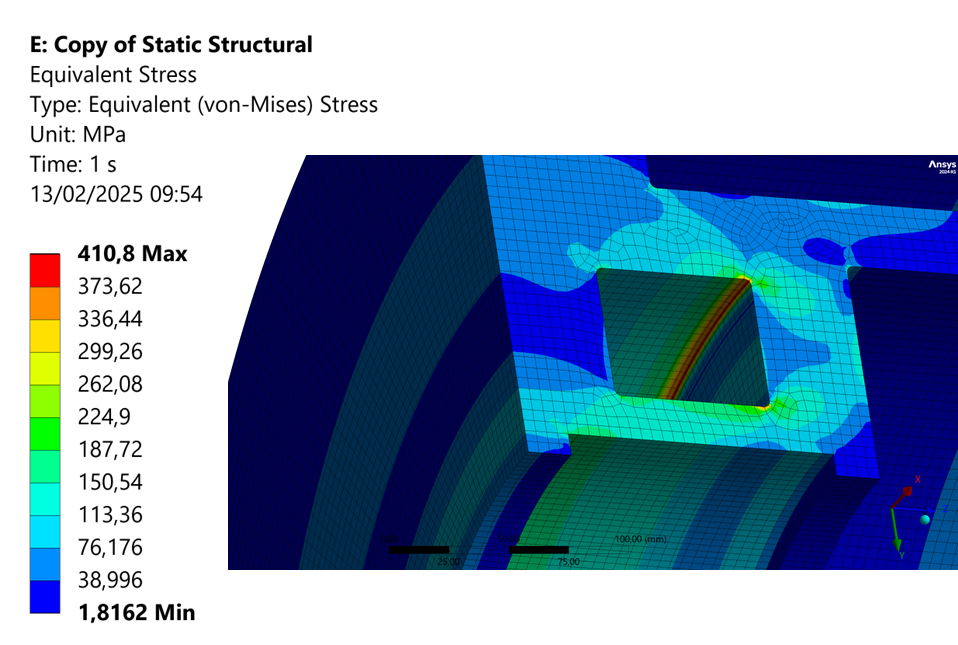 E: Copy of Static Structural
Equivalent Stress
Type: Equivalent (von-Mises) Stress
Unit: MPa
Time: 1 s
13/02/2025 09:54
Ansys
2024 R1
410,8 Max
373,62
336,44
299,26
262,08
224,9
187,72
150,54
113,36
76,176
38,996
1,8162 Min
X
Y
100,00 (mm)
25,00
75,00